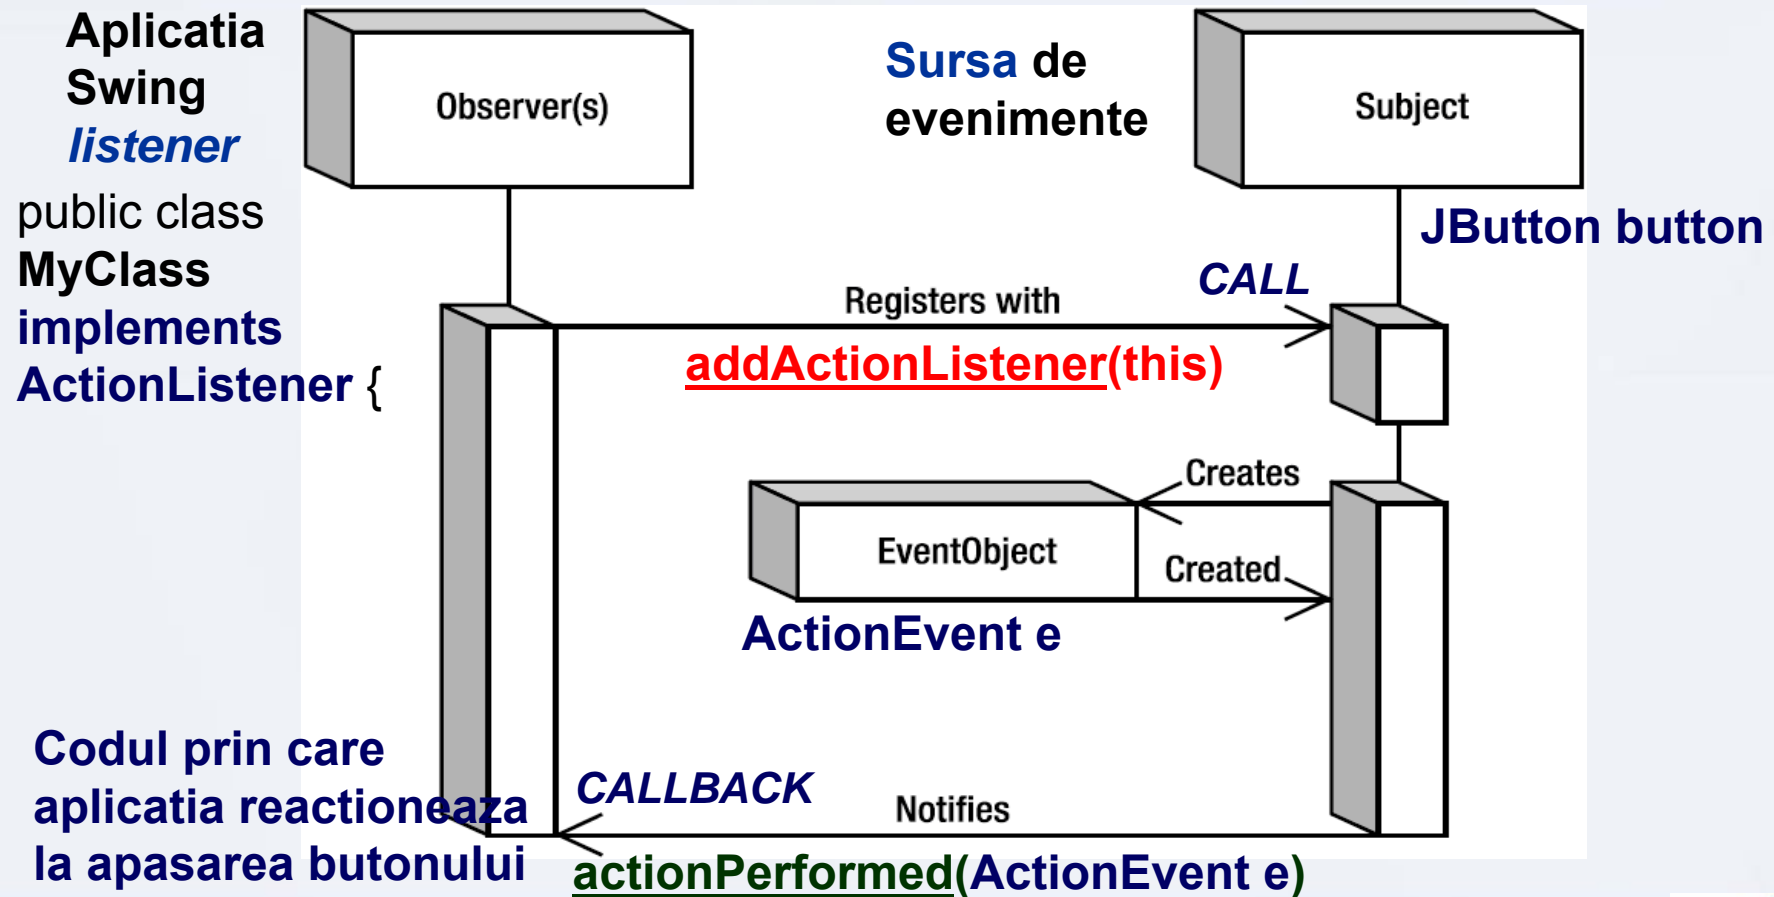 Aplicatia
Swing
listener
public class
MyClass
implements
ActionListener {
Observer(s)
Sursa de
evenimente
Subject
JButton button
CALL
Registers with
addActionListener(this)
Creates
EventObject
Created
ActionEvent e
Codul prin care
aplicatia reactioneaza
la apasarea butonului
CALLBACK
Notifies
actionPerformed(ActionEvent e)